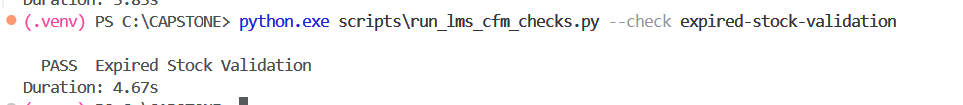 (.venv) PS C:\CAPSTONE> python.exe scripts\run_lms_cfm_checks.py --check expired-stock-validation
PASS Expired Stock Validation
Duration: 4.67s